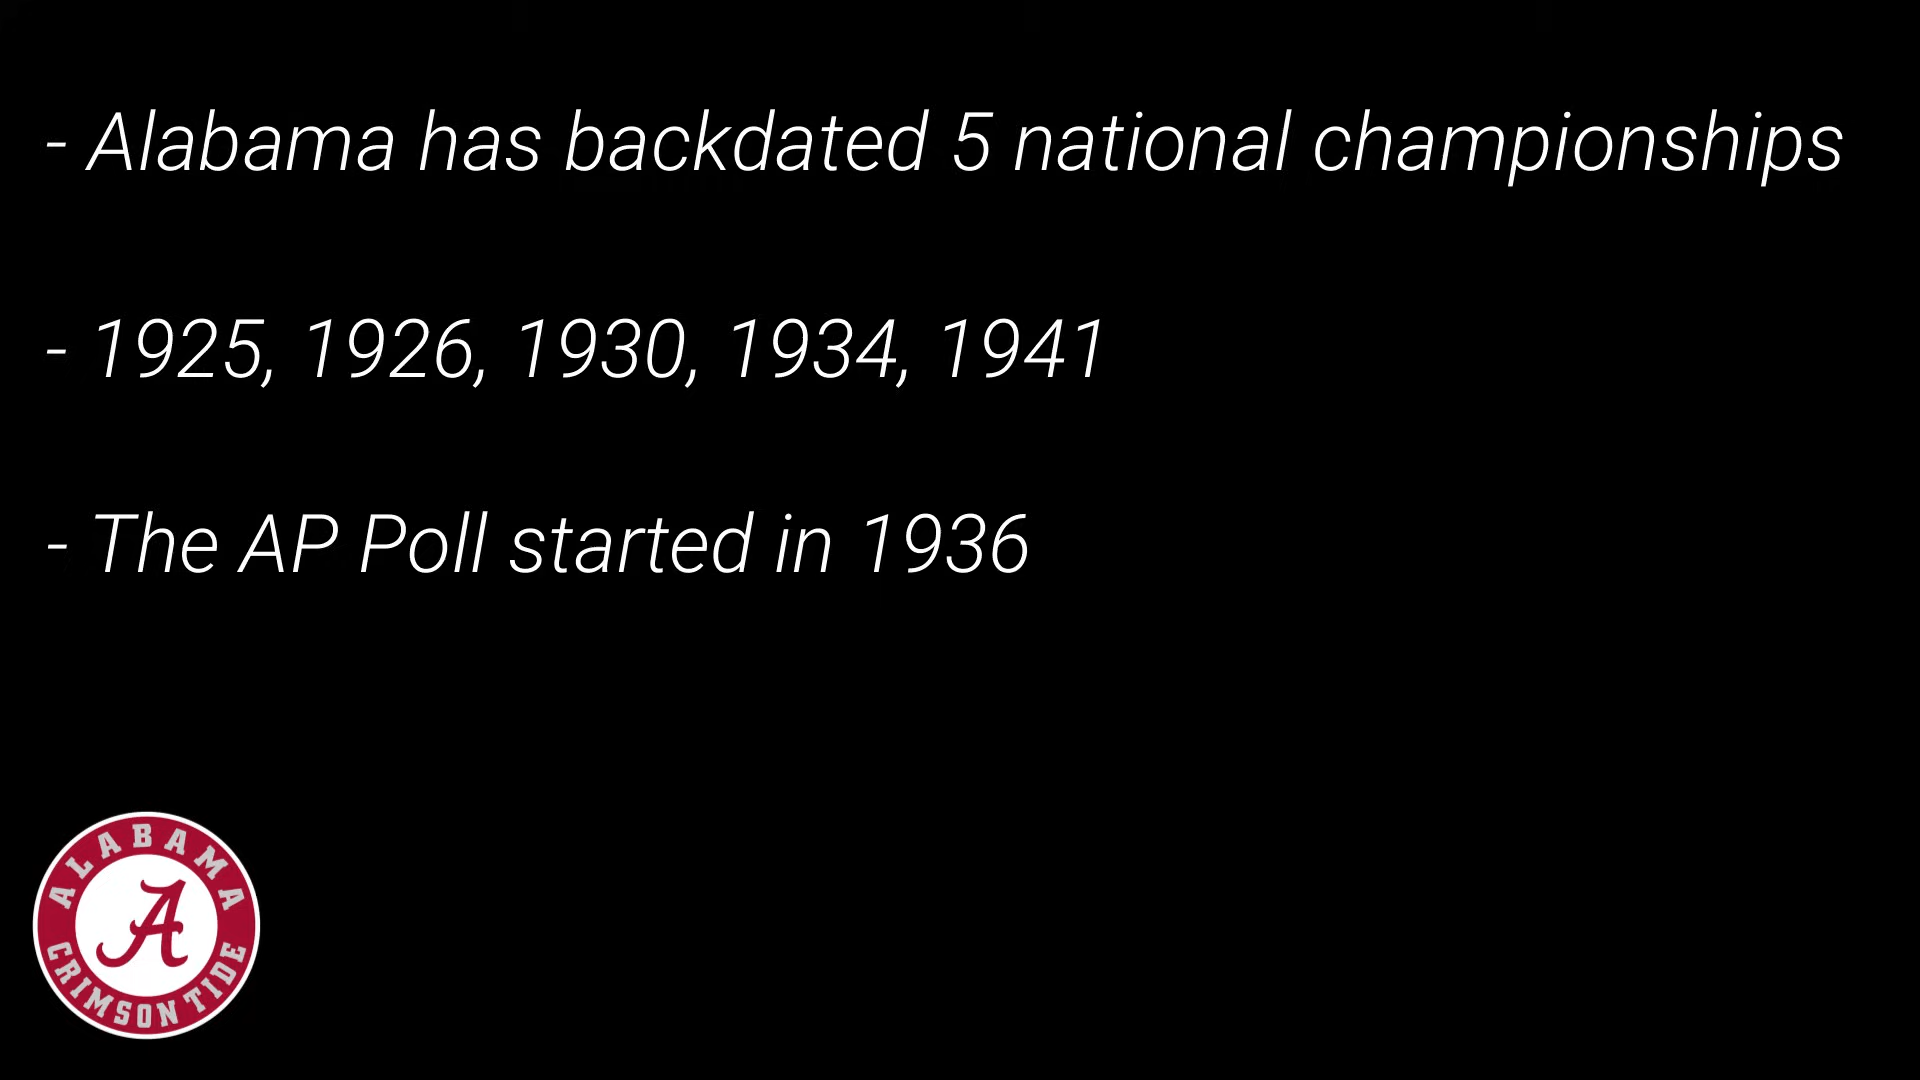 - Alabama has backdated 5 national championships
- 1925, 1926, 1930, 1934, 1941
- The AP Poll started in 1936
ALABAMA
A
CRIMSON TIDE